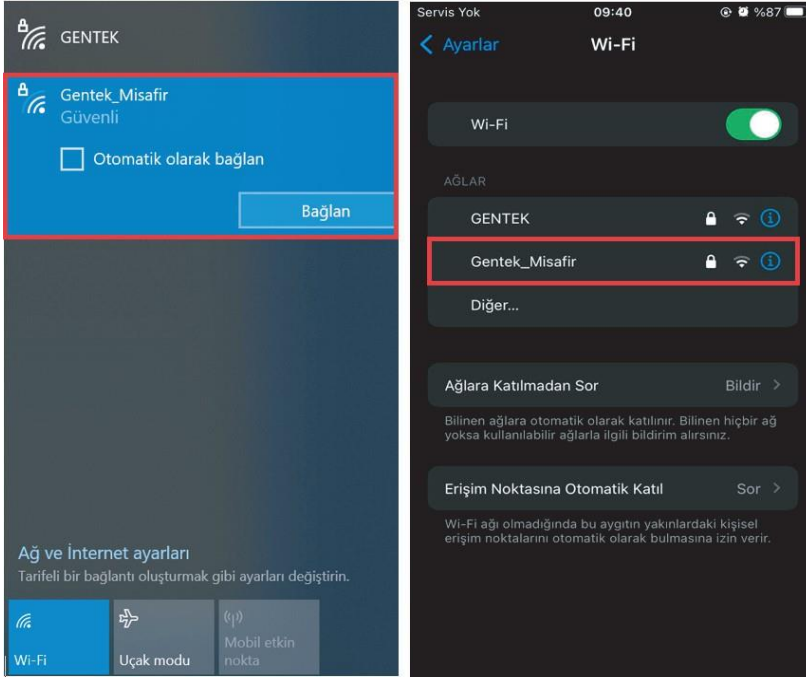 GENTEK
Gentek_Misafir
Güvenli
Otomatik olarak bağlan
Bağlan
Ağ ve İnternet ayarları
Tarifeli bir bağlantı oluşturmak gibi ayarları değiştirin.
Wi-Fi
Uçak modu
Mobil etkin
nokta
Servis Yok 09:40 %87
Ayarlar Wi-Fi
Wi-Fi
AĞLAR
GENTEK
Gentek_Misafir
Diğer...
Ağlara Katılmadan Sor Bildir
Bilinen ağlara otomatik olarak katılınır. Bilinen hiçbir ağ
yoksa kullanılabilir ağlarla ilgili bildirim alırsınız.
Erişim Noktasına Otomatik Katıl Sor
Wi-Fi ağı olmadığında bu aygıtın yakınlardaki kişisel
erişim noktalarını otomatik olarak bulmasına izin verir.